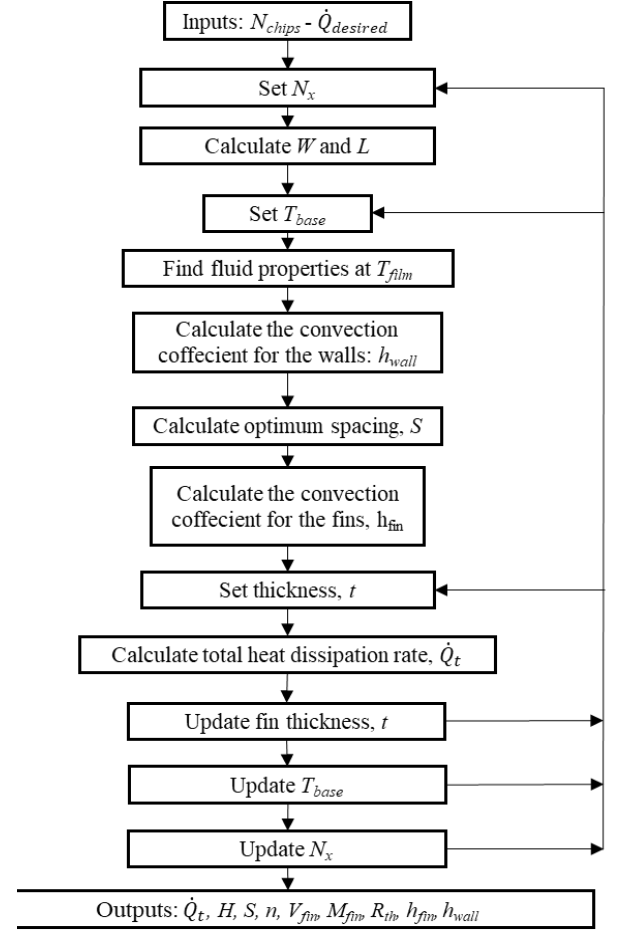 Inputs: N_chips - Q̇_desired
Set N_x
Calculate W and L
Set T_base
Find fluid properties at T_film
Calculate the convection
coffecient for the walls: h_wall
Calculate optimum spacing, S
Calculate the convection
coffecient for the fins, h_fin
Set thickness, t
Calculate total heat dissipation rate, Q̇_t
Update fin thickness, t
Update T_base
Update N_x
Outputs: Q̇_t, H, S, n, V_fin, M_fin, R_th, h_fin, h_wall